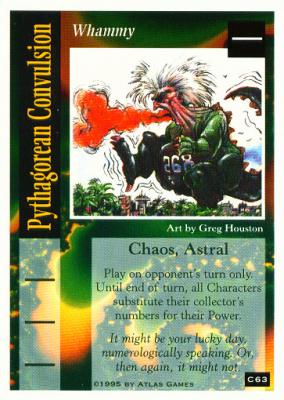 Pythagorean Convulsion
Whammy
068
Art by Greg Houston
Chaos, Astral
Play on opponent's turn only.
Until end of turn, all Characters
substitute their collector's
numbers for their Power.
It might be your lucky day,
numerologically speaking. Or,
then again, it might not.
©1995 BY ATLAS GAMES
C63